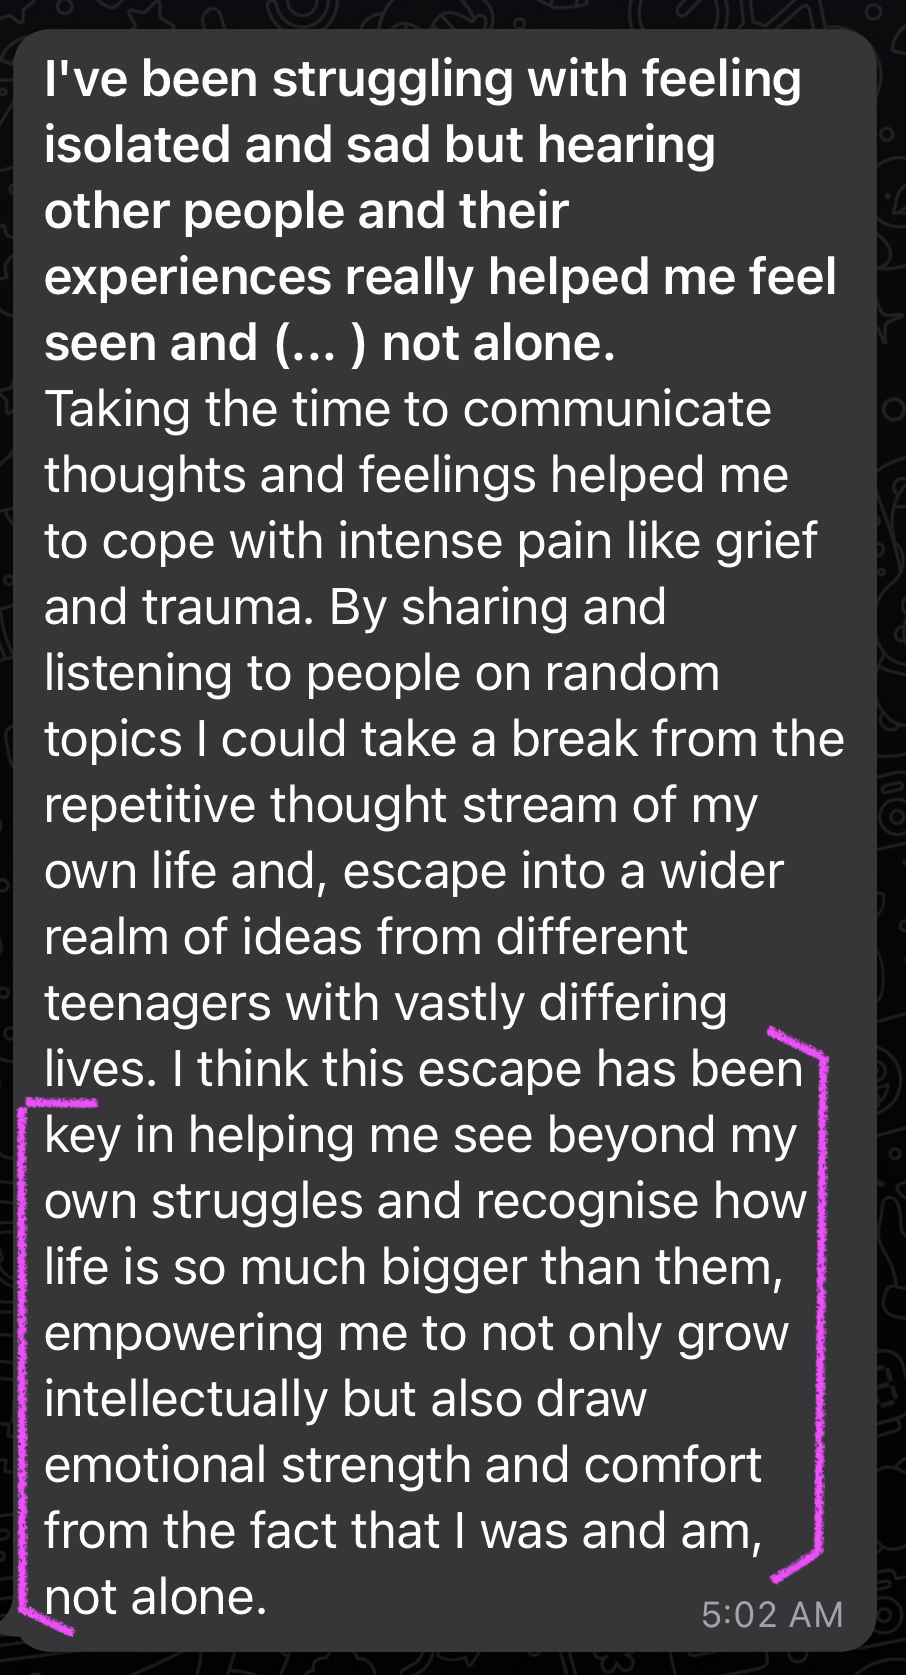 I've been struggling with feeling
isolated and sad but hearing
other people and their
experiences really helped me feel
seen and (... ) not alone.
Taking the time to communicate
thoughts and feelings helped me
to cope with intense pain like grief
and trauma. By sharing and
listening to people on random
topics I could take a break from the
repetitive thought stream of my
own life and, escape into a wider
realm of ideas from different
teenagers with vastly differing
lives. I think this escape has been
key in helping me see beyond my
own struggles and recognise how
life is so much bigger than them,
empowering me to not only grow
intellectually but also draw
emotional strength and comfort
from the fact that I was and am,
not alone.
5:02 AM